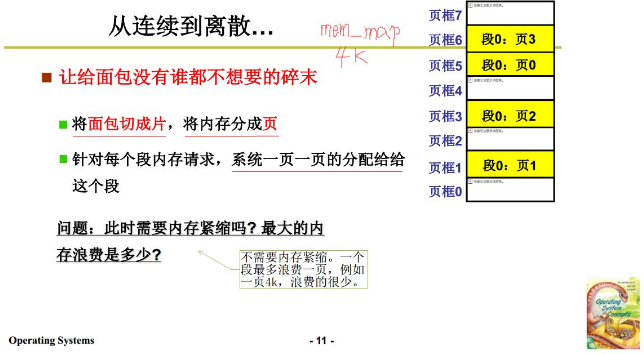 从连续到离散…
mem_map
4k
让给面包没有谁都不想要的碎末
将面包切成片，将内存分成页
针对每个段内存请求，系统一页一页的分配给给
这个段
问题：此时需要内存紧缩吗? 最大的内
存浪费是多少?
不需要内存紧缩。一个
段最多浪费一页，例如
一页4k，浪费的很少。
页框7
页框6 段0：页3
页框5 段0：页0
页框4
页框3 段0：页2
页框2
页框1 段0：页1
页框0
Operating
System
Concepts
Operating Systems
- 11 -